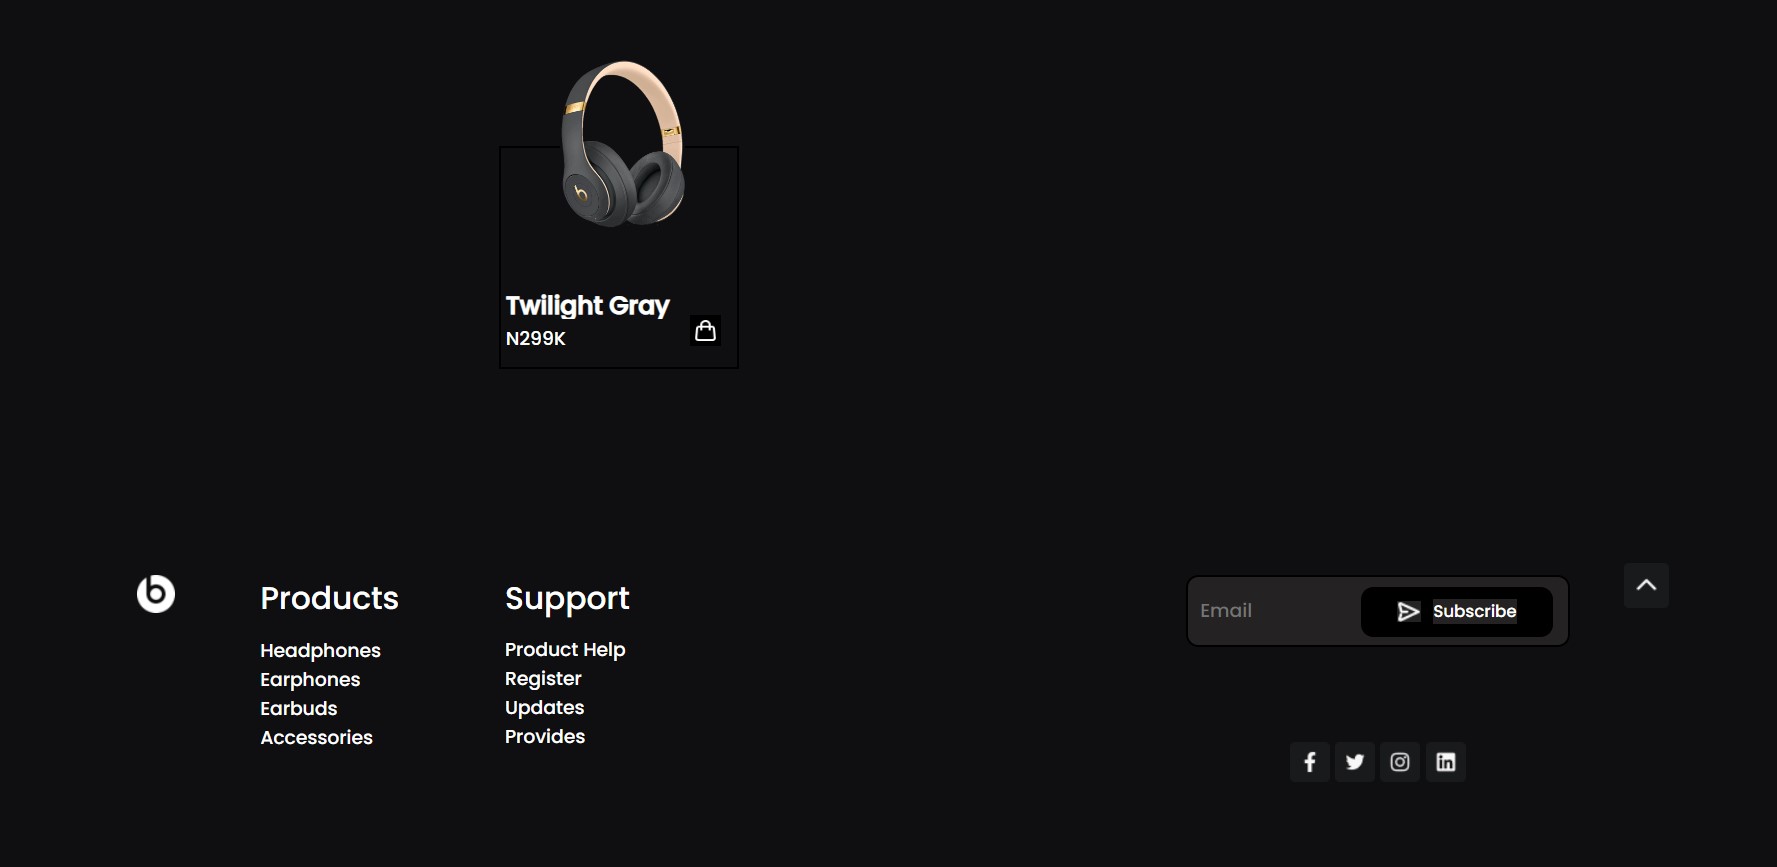 Twilight Gray
N299K
Products
Headphones
Earphones
Earbuds
Accessories
Support
Product Help
Register
Updates
Provides
Email
Subscribe